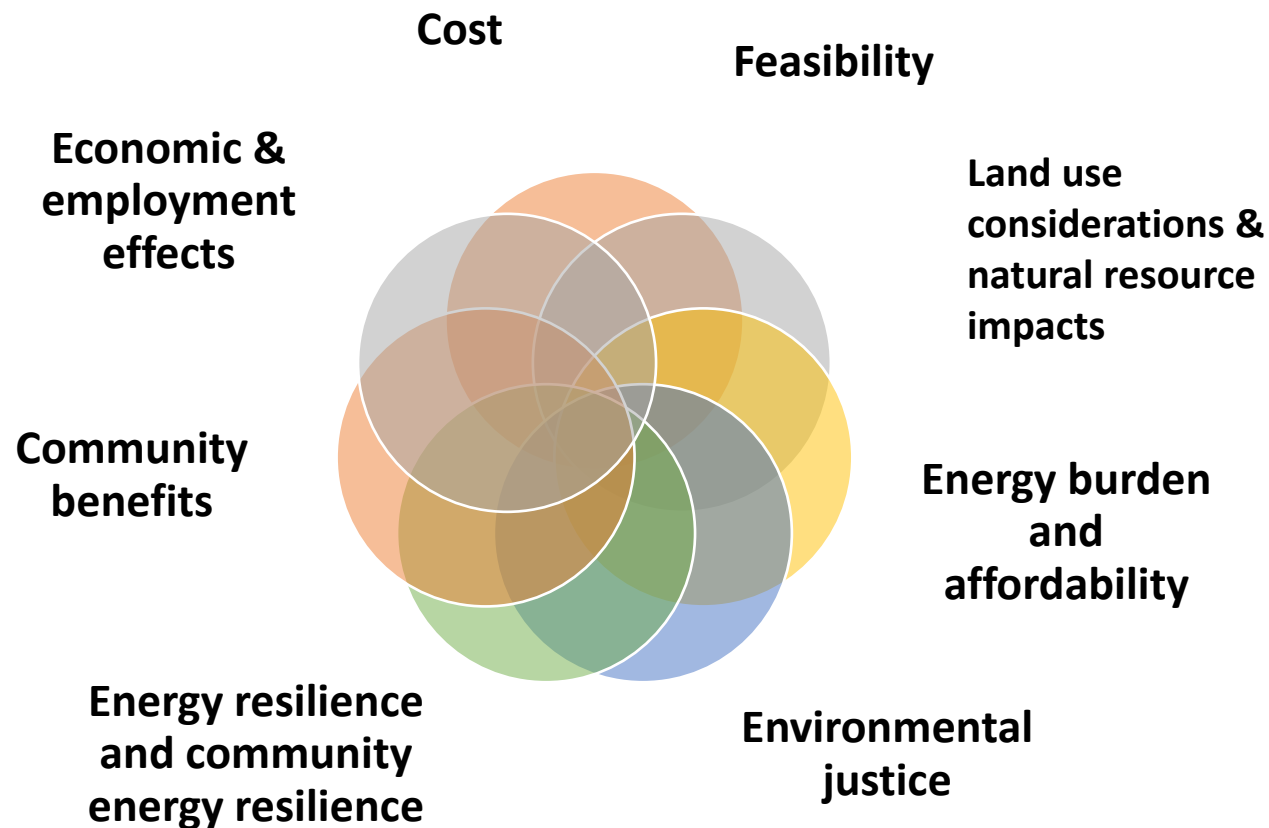 Cost
Feasibility
Economic &
employment
effects
Land use
considerations &
natural resource
impacts
Community
benefits
Energy burden
and
affordability
Energy resilience
and community
energy resilience
Environmental
justice